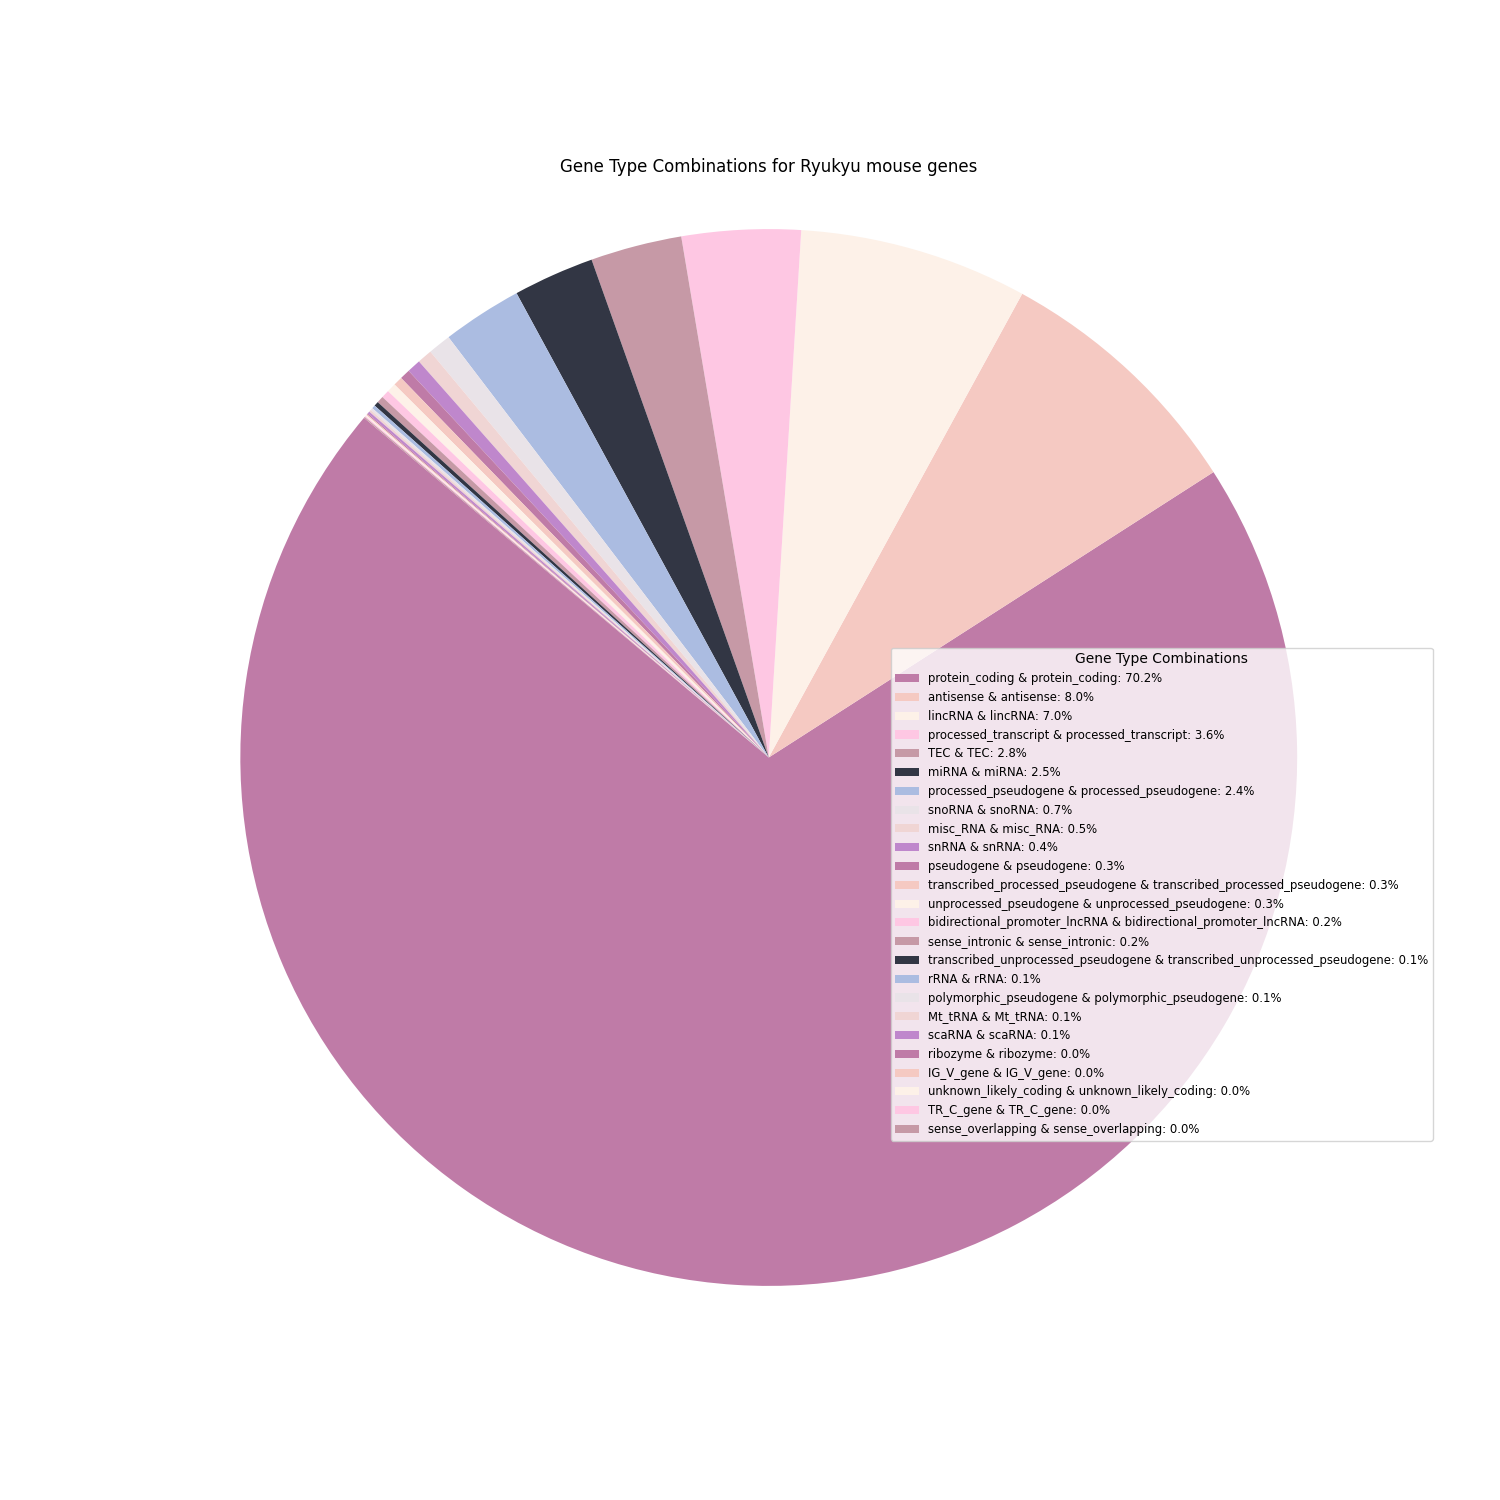 Gene Type Combinations for Ryukyu mouse genes
Gene Type Combinations
protein_coding & protein_coding: 70.2%
antisense & antisense: 8.0%
lincRNA & lincRNA: 7.0%
processed_transcript & processed_transcript: 3.6%
TEC & TEC: 2.8%
miRNA & miRNA: 2.5%
processed_pseudogene & processed_pseudogene: 2.4%
snoRNA & snoRNA: 0.7%
misc_RNA & misc_RNA: 0.5%
snRNA & snRNA: 0.4%
pseudogene & pseudogene: 0.3%
transcribed_processed_pseudogene & transcribed_processed_pseudogene: 0.3%
unprocessed_pseudogene & unprocessed_pseudogene: 0.3%
bidirectional_promoter_lncRNA & bidirectional_promoter_lncRNA: 0.2%
sense_intronic & sense_intronic: 0.2%
transcribed_unprocessed_pseudogene & transcribed_unprocessed_pseudogene: 0.1%
rRNA & rRNA: 0.1%
polymorphic_pseudogene & polymorphic_pseudogene: 0.1%
Mt_tRNA & Mt_tRNA: 0.1%
scaRNA & scaRNA: 0.1%
ribozyme & ribozyme: 0.0%
IG_V_gene & IG_V_gene: 0.0%
unknown_likely_coding & unknown_likely_coding: 0.0%
TR_C_gene & TR_C_gene: 0.0%
sense_overlapping & sense_overlapping: 0.0%